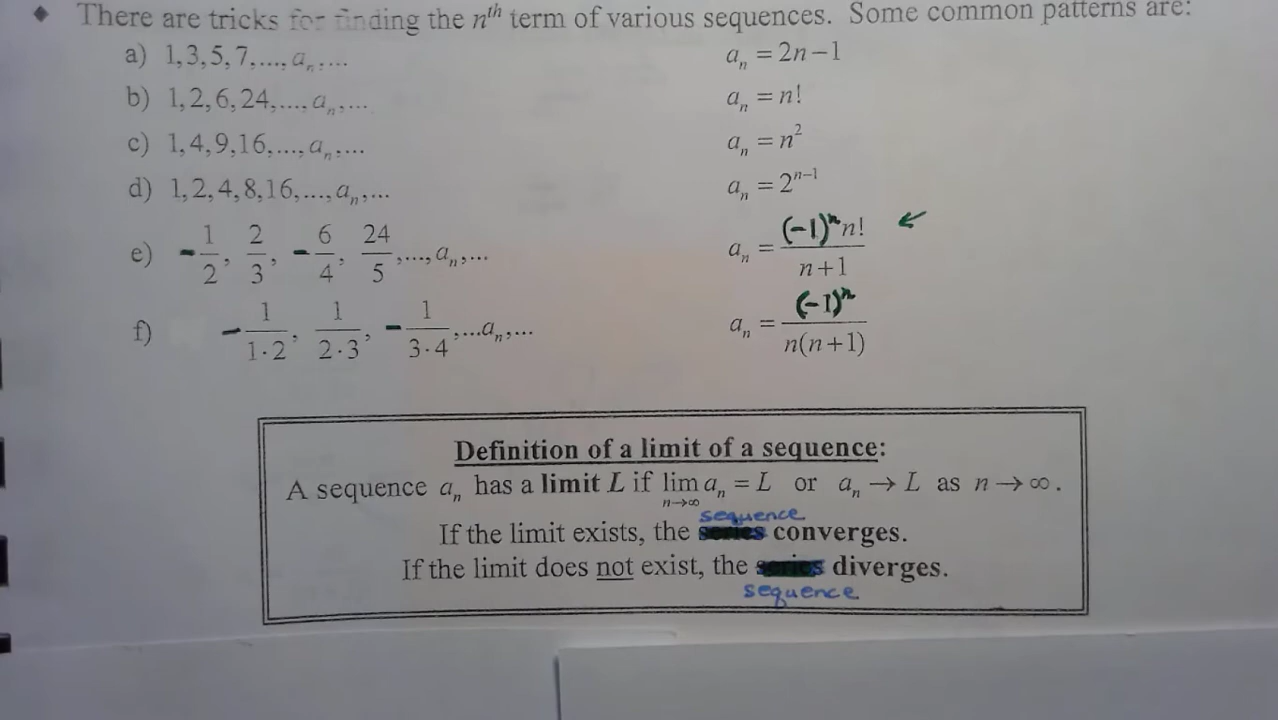 ◆ There are tricks for finding the nᵗʰ term of various sequences. Some common patterns are:
a) 1,3,5,7,...,aₙ,... aₙ = 2n−1
b) 1,2,6,24,...,aₙ,... aₙ = n!
c) 1,4,9,16,...,aₙ,... aₙ = n²
d) 1,2,4,8,16,...,aₙ,... aₙ = 2ⁿ⁻¹
e) −1/2, 2/3, −6/4, 24/5,...,aₙ,... aₙ = (−1)ⁿn!/(n+1) ←
f) −1/(1·2), 1/(2·3), −1/(3·4),...aₙ,... aₙ = (−1)ⁿ/(n(n+1))
Definition of a limit of a sequence:
A sequence aₙ has a limit L if lim n→∞ aₙ = L or aₙ → L as n → ∞.
sequence
If the limit exists, the series converges.
If the limit does not exist, the series diverges.
sequence